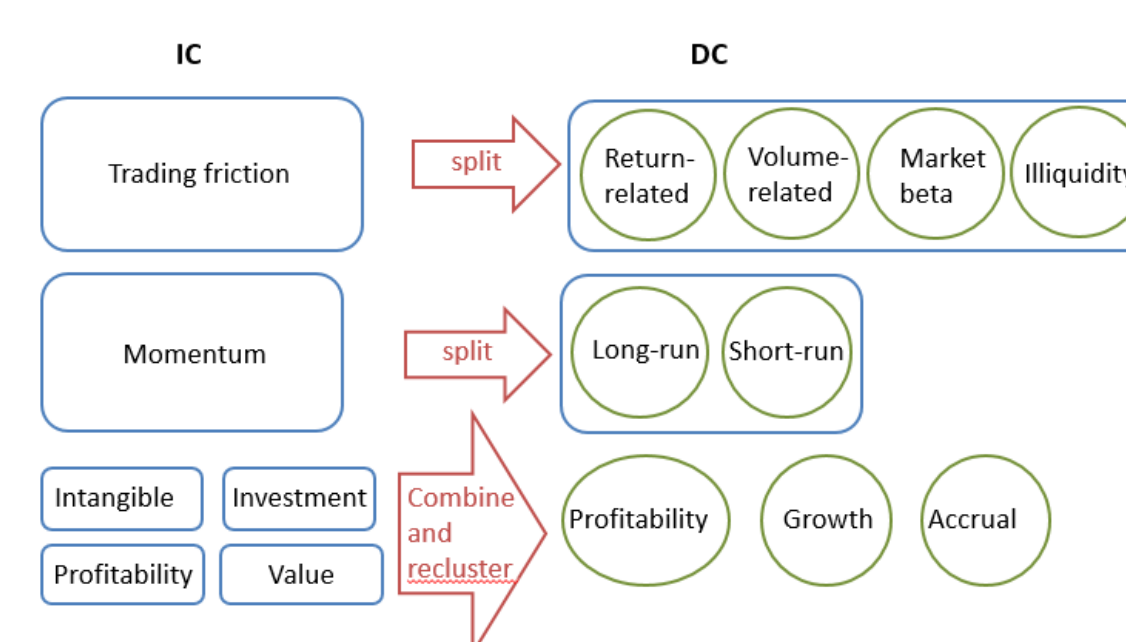 IC
DC
Trading friction
split
Return-
related
Volume-
related
Market
beta
Illiquidity
Momentum
split
Long-run
Short-run
Intangible
Investment
Profitability
Value
Combine
and
recluster
Profitability
Growth
Accrual